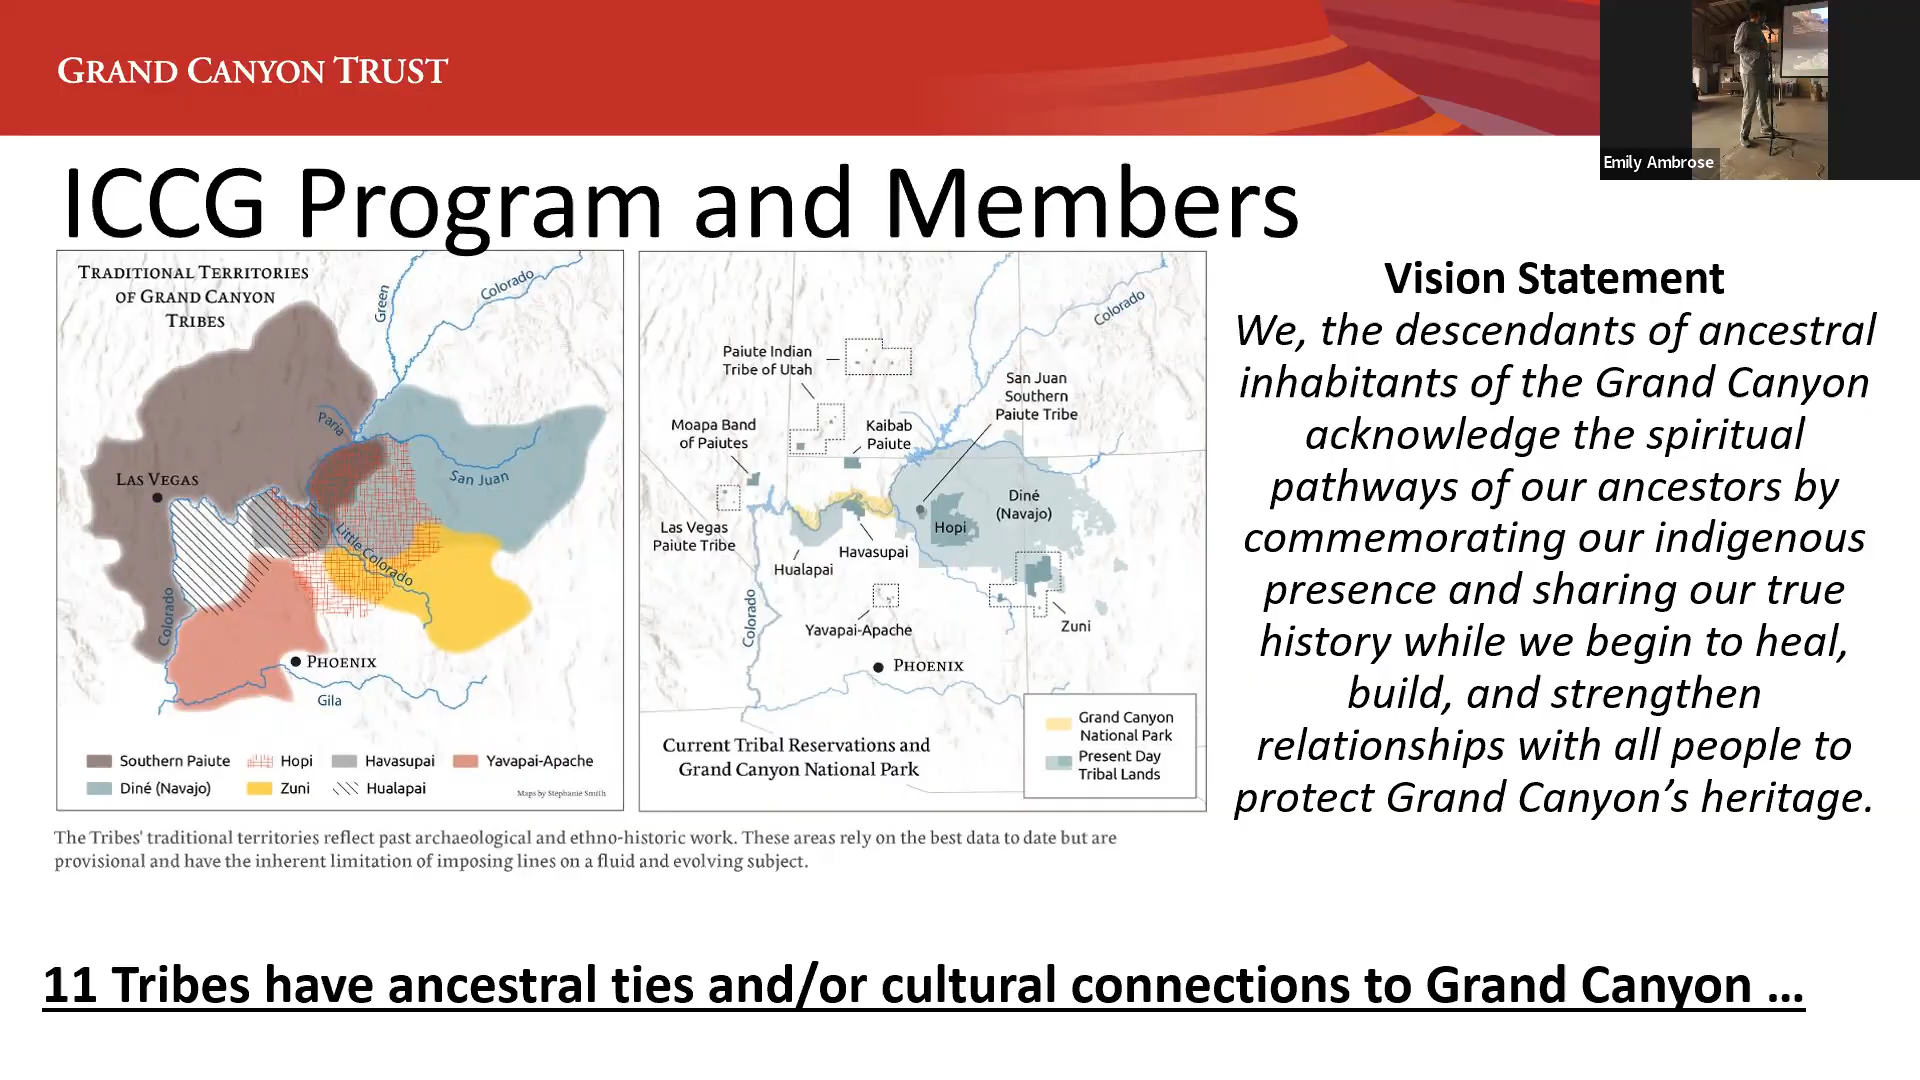 GRAND CANYON TRUST
Emily Ambrose
ICCG Program and Members
TRADITIONAL TERRITORIES
OF GRAND CANYON
TRIBES
Green
Colorado
Paria
LAS VEGAS
San Juan
Little Colorado
Colorado
PHOENIX
Gila
Southern Paiute
Hopi
Havasupai
Yavapai-Apache
Diné (Navajo)
Zuni
Hualapai
Maps by Stephanie Smith
Colorado
Paiute Indian
Tribe of Utah
San Juan
Southern
Paiute Tribe
Moapa Band
of Paiutes
Kaibab
Paiute
Diné
(Navajo)
Hopi
Las Vegas
Paiute Tribe
Havasupai
Hualapai
Colorado
Yavapai-Apache
Zuni
PHOENIX
Grand Canyon
National Park
Present Day
Tribal Lands
Current Tribal Reservations and
Grand Canyon National Park
Vision Statement
We, the descendants of ancestral
inhabitants of the Grand Canyon
acknowledge the spiritual
pathways of our ancestors by
commemorating our indigenous
presence and sharing our true
history while we begin to heal,
build, and strengthen
relationships with all people to
protect Grand Canyon’s heritage.
The Tribes' traditional territories reflect past archaeological and ethno-historic work. These areas rely on the best data to date but are
provisional and have the inherent limitation of imposing lines on a fluid and evolving subject.
11 Tribes have ancestral ties and/or cultural connections to Grand Canyon …